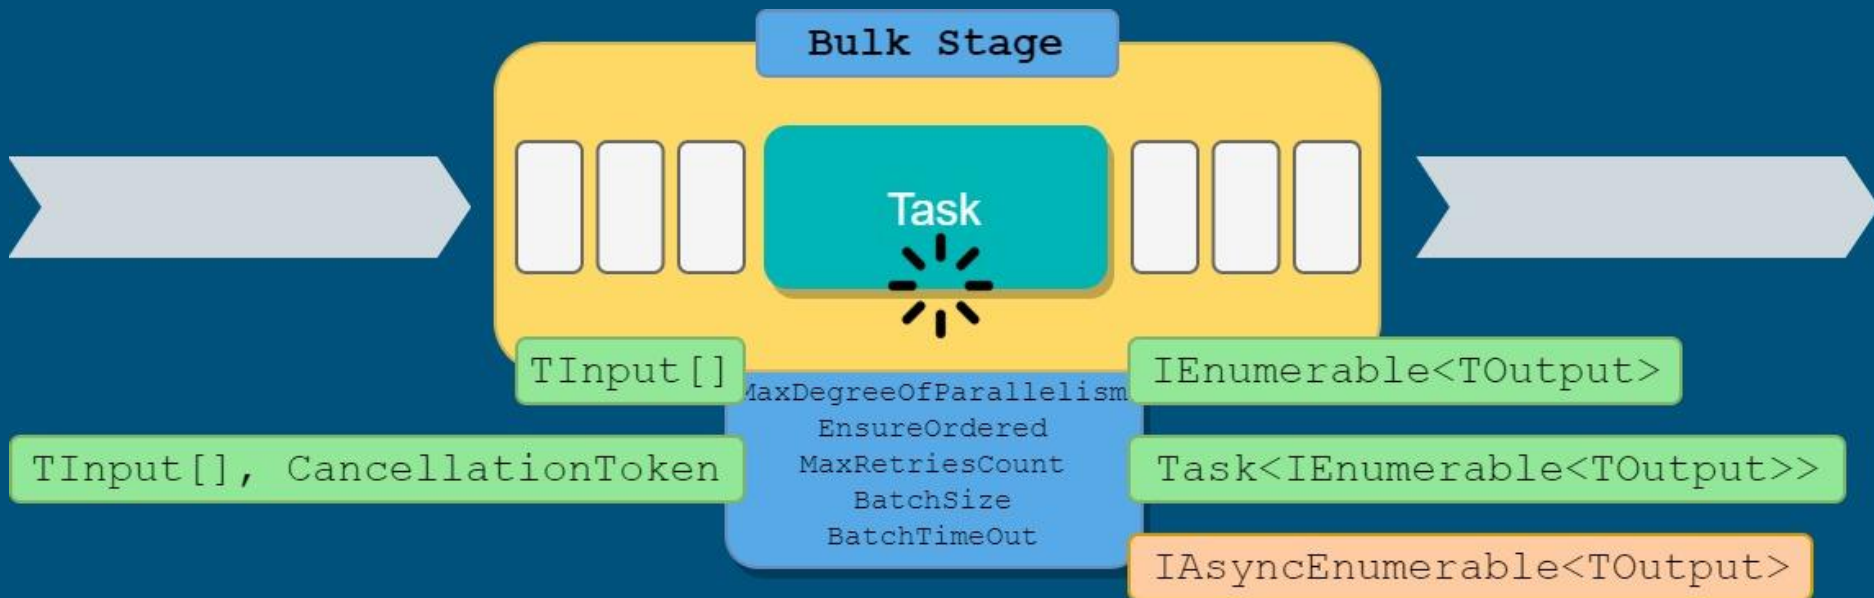 Bulk Stage
Task
TInput[]
TInput[], CancellationToken
MaxDegreeOfParallelism
EnsureOrdered
MaxRetriesCount
BatchSize
BatchTimeOut
IEnumerable<TOutput>
Task<IEnumerable<TOutput>>
IAsyncEnumerable<TOutput>